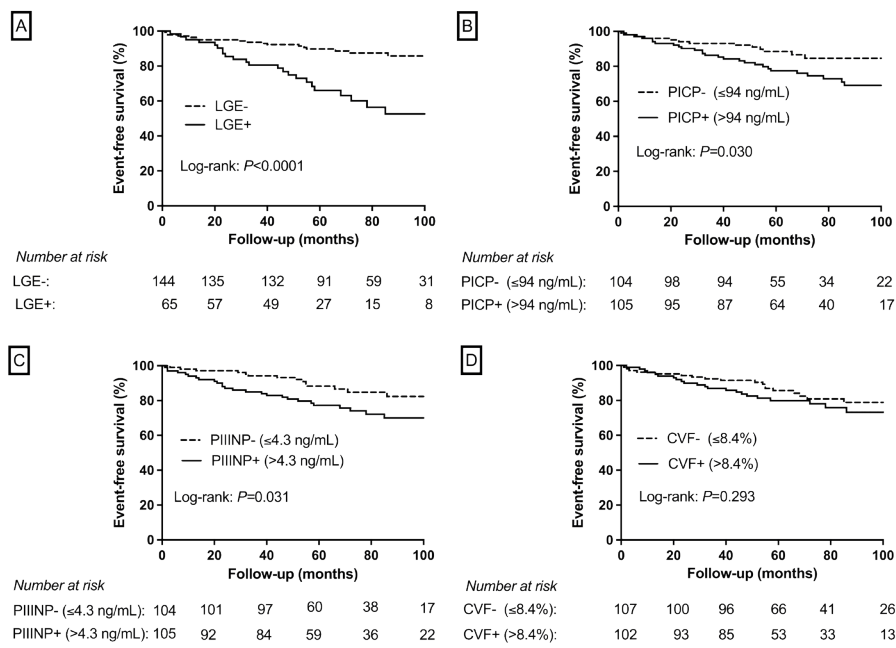 A
Event-free survival (%)
100
80
60
40
20
0
LGE-
LGE+
Log-rank: P<0.0001
0 20 40 60 80 100
Follow-up (months)
Number at risk
LGE-: 144 135 132 91 59 31
LGE+: 65 57 49 27 15 8
B
Event-free survival (%)
100
80
60
40
20
0
PICP- (≤94 ng/mL)
PICP+ (>94 ng/mL)
Log-rank: P=0.030
0 20 40 60 80 100
Follow-up (months)
Number at risk
PICP- (≤94 ng/mL): 104 98 94 55 34 22
PICP+ (>94 ng/mL): 105 95 87 64 40 17
C
Event-free survival (%)
100
80
60
40
20
0
PIIINP- (≤4.3 ng/mL)
PIIINP+ (>4.3 ng/mL)
Log-rank: P=0.031
0 20 40 60 80 100
Follow-up (months)
Number at risk
PIIINP- (≤4.3 ng/mL): 104 101 97 60 38 17
PIIINP+ (>4.3 ng/mL): 105 92 84 59 36 22
D
Event-free survival (%)
100
80
60
40
20
0
CVF- (≤8.4%)
CVF+ (>8.4%)
Log-rank: P=0.293
0 20 40 60 80 100
Follow-up (months)
Number at risk
CVF- (≤8.4%): 107 100 96 66 41 26
CVF+ (>8.4%): 102 93 85 53 33 13